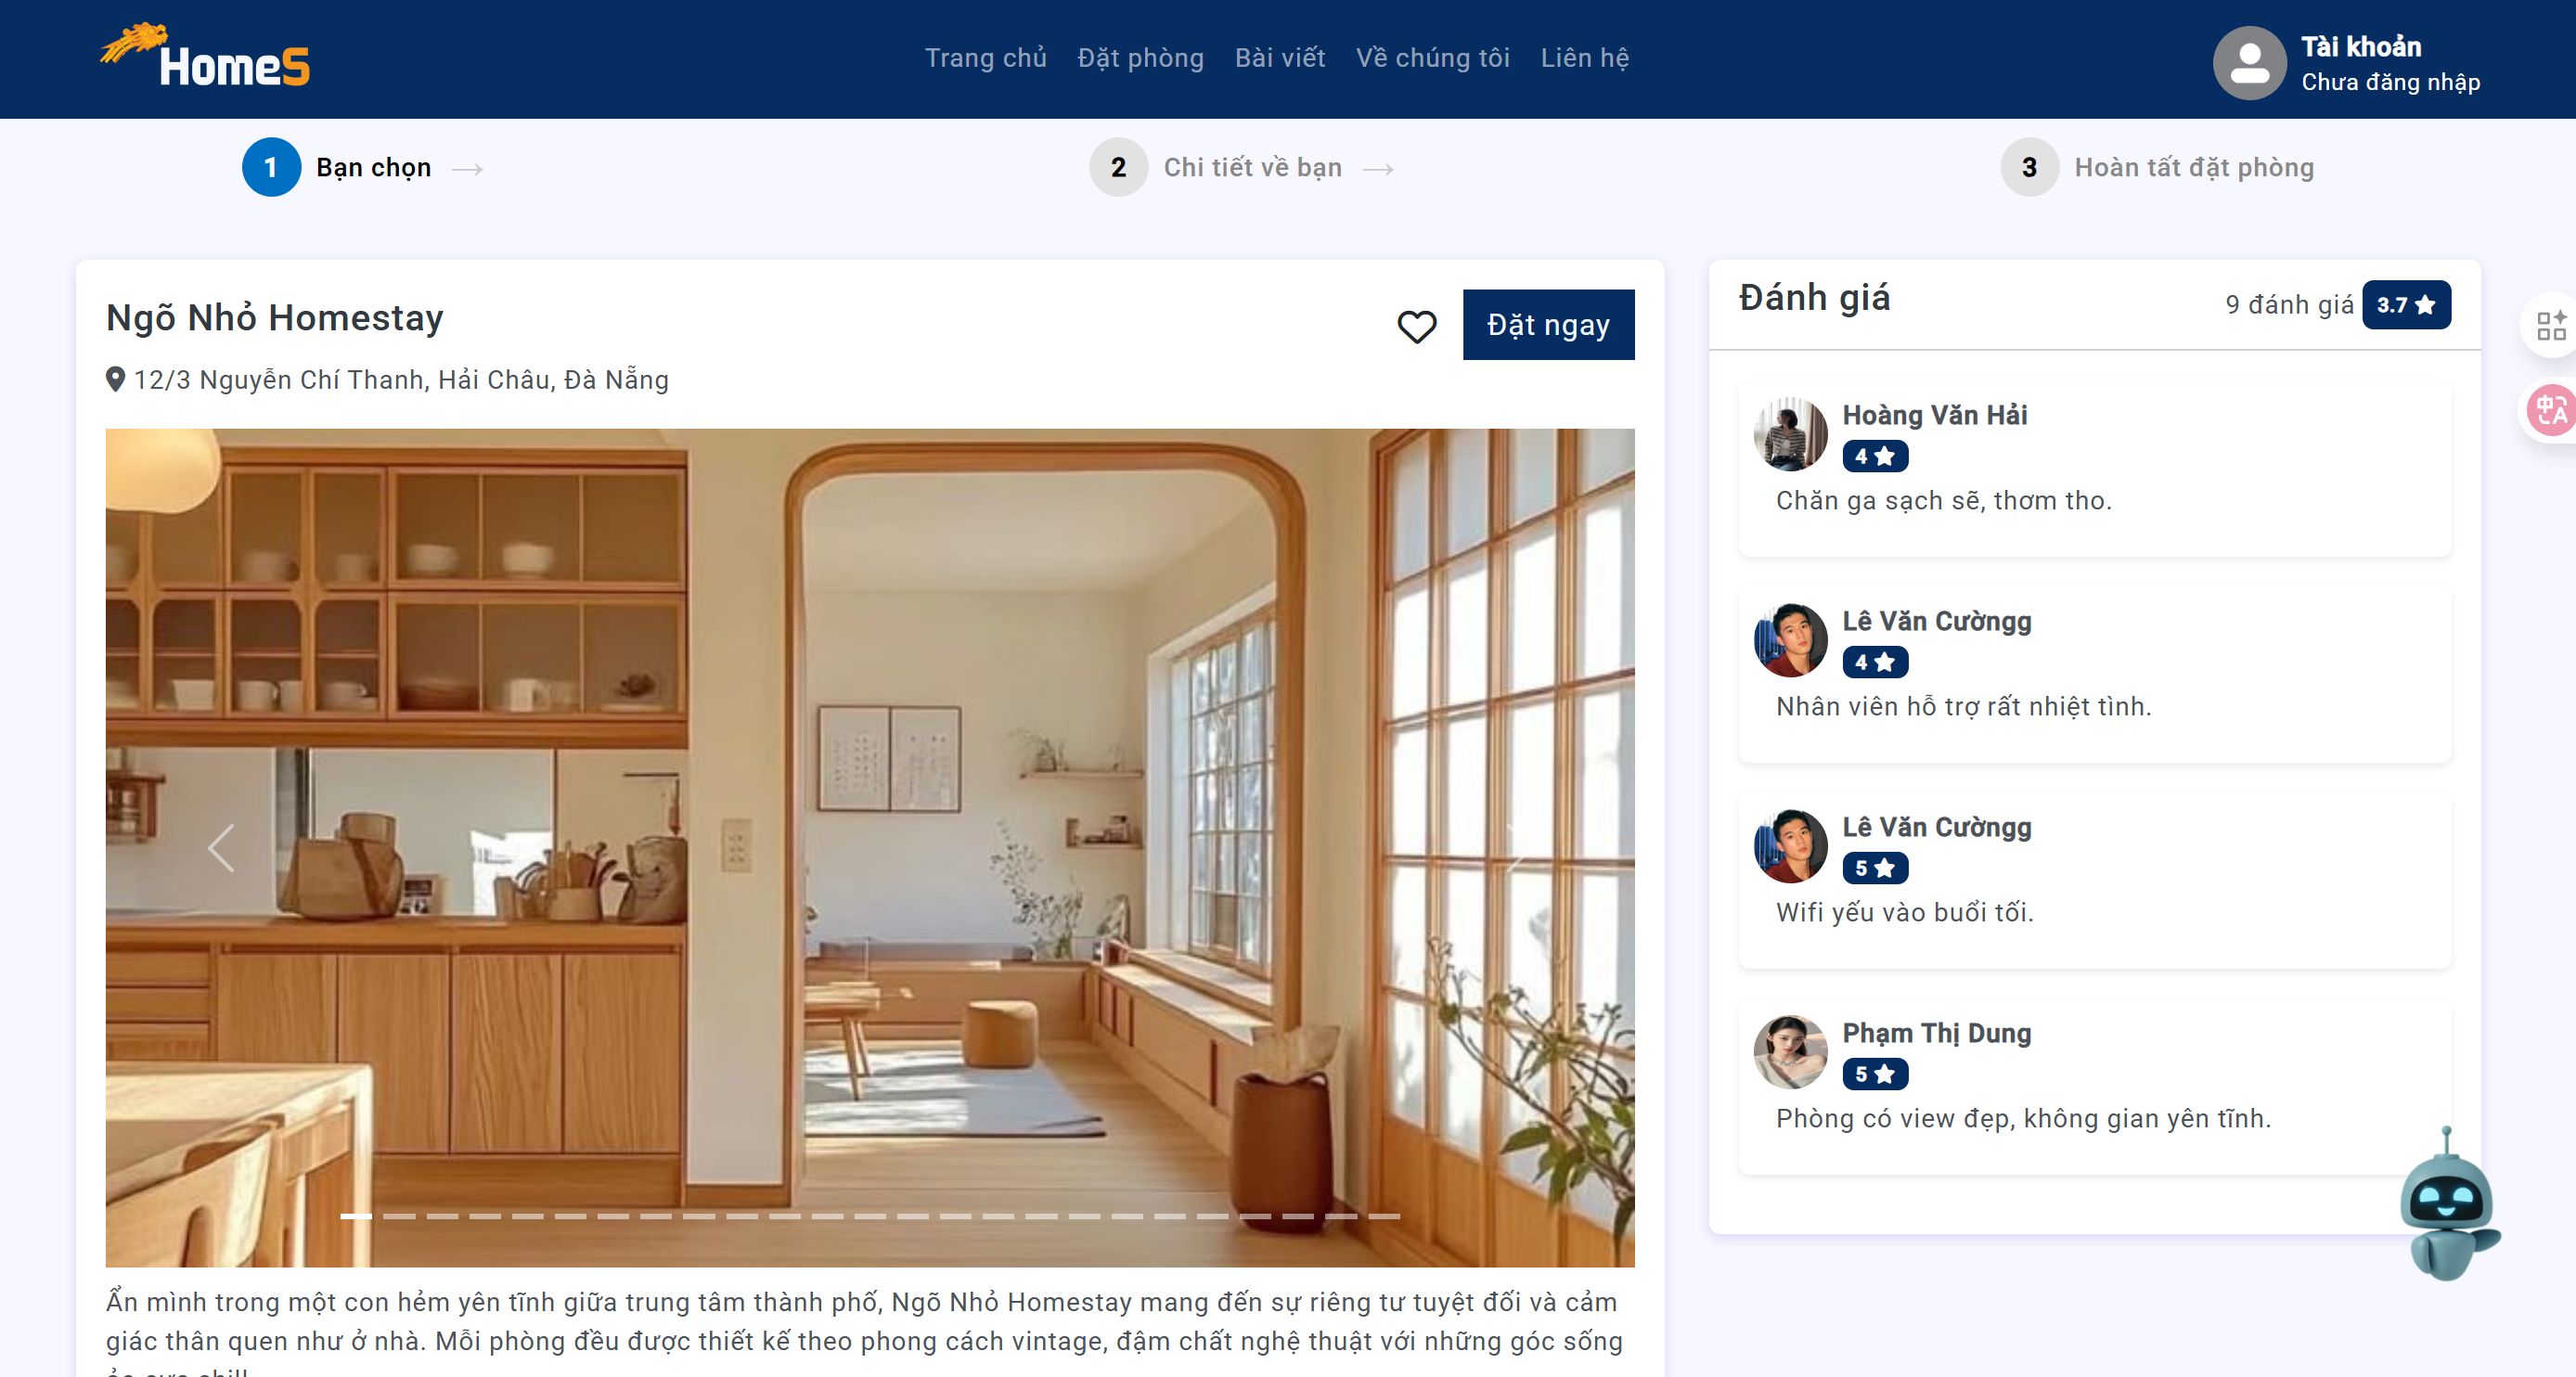 HomeS
Trang chủ Đặt phòng Bài viết Về chúng tôi Liên hệ
Tài khoản
Chưa đăng nhập
1 Bạn chọn → 2 Chi tiết về bạn → 3 Hoàn tất đặt phòng
Ngõ Nhỏ Homestay
Đặt ngay
12/3 Nguyễn Chí Thanh, Hải Châu, Đà Nẵng
Ẩn mình trong một con hẻm yên tĩnh giữa trung tâm thành phố, Ngõ Nhỏ Homestay mang đến sự riêng tư tuyệt đối và cảm
giác thân quen như ở nhà. Mỗi phòng đều được thiết kế theo phong cách vintage, đậm chất nghệ thuật với những góc sống
Đánh giá
9 đánh giá 3.7
Hoàng Văn Hải
4
Chăn ga sạch sẽ, thơm tho.
Lê Văn Cườngg
4
Nhân viên hỗ trợ rất nhiệt tình.
Lê Văn Cườngg
5
Wifi yếu vào buổi tối.
Phạm Thị Dung
5
Phòng có view đẹp, không gian yên tĩnh.
中A